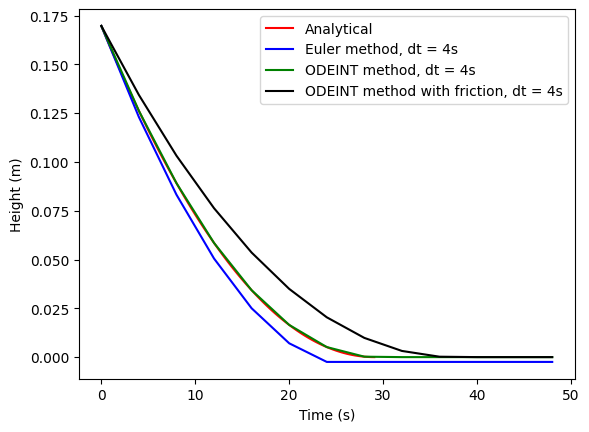 0.175
0.150
0.125
0.100
0.075
0.050
0.025
0.000
Height (m)
Analytical
Euler method, dt = 4s
ODEINT method, dt = 4s
ODEINT method with friction, dt = 4s
0 10 20 30 40 50
Time (s)